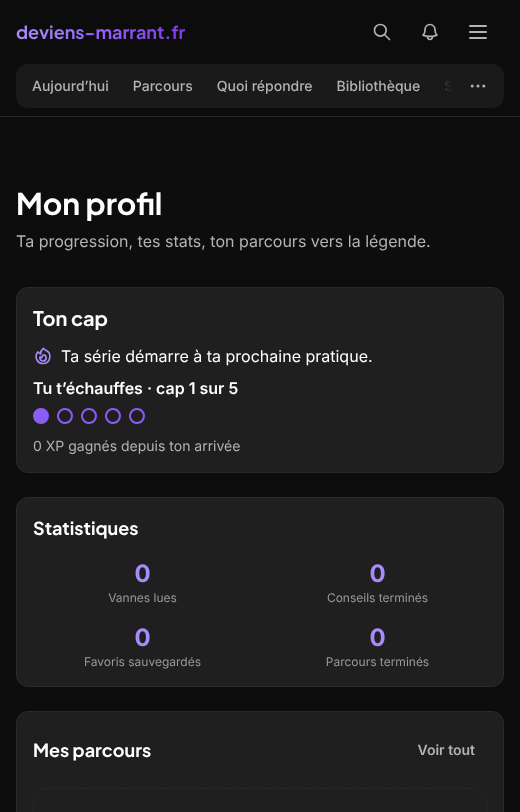 deviens-marrant.fr
Aujourd’hui Parcours Quoi répondre Bibliothèque
Mon profil
Ta progression, tes stats, ton parcours vers la légende.
Ton cap
Ta série démarre à ta prochaine pratique.
Tu t’échauffes · cap 1 sur 5
0 XP gagnés depuis ton arrivée
Statistiques
0 0
Vannes lues Conseils terminés
0 0
Favoris sauvegardés Parcours terminés
Mes parcours Voir tout